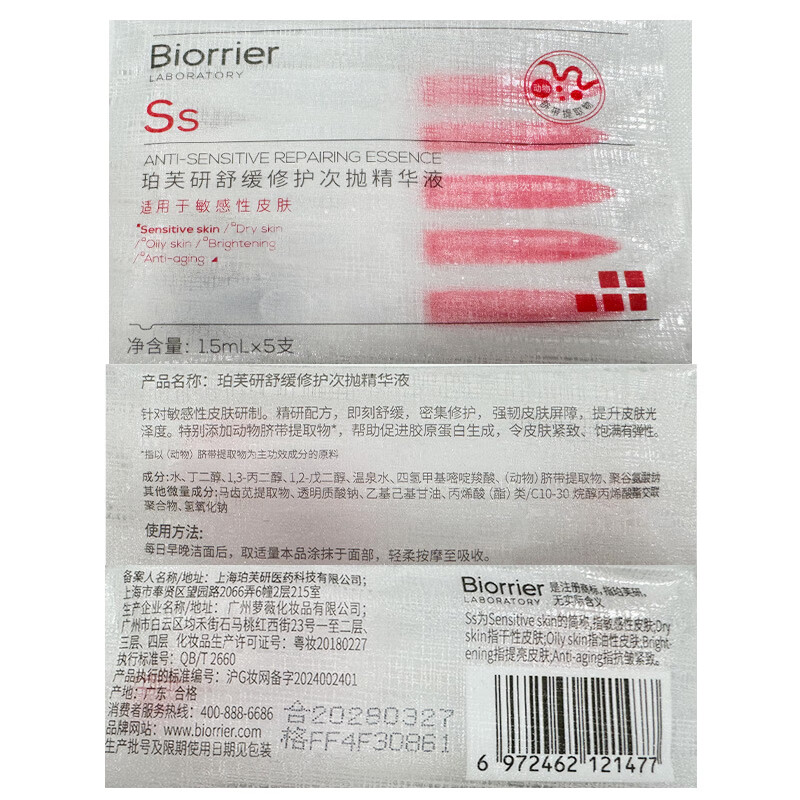 Biorrier
LABORATORY
动物
脐带提取物
Ss
ANTI-SENSITIVE REPAIRING ESSENCE
珀芙研舒缓修护次抛精华液
适用于敏感性皮肤
*Sensitive skin / Dry skin
/ Oily skin / Brightening
/ Anti-aging
净含量：1.5mL×5支
产品名称：珀芙研舒缓修护次抛精华液
针对敏感性皮肤研制。精研配方，即刻舒缓，密集修护，强韧皮肤屏障，提升皮肤光
泽度。特别添加动物脐带提取物*，帮助促进胶原蛋白生成，令皮肤紧致、饱满有弹性。
*指以（动物）脐带提取物为主功效成分的原料
成分：水、丁二醇、1,3-丙二醇、1,2-戊二醇、温泉水、四氢甲基嘧啶羧酸、（动物）脐带提取物、聚谷氨酸钠
其他微量成分：马齿苋提取物、透明质酸钠、乙基己基甘油、丙烯酸（酯）类/C10-30 烷醇丙烯酸酯交联
聚合物、氢氧化钠
使用方法：
每日早晚洁面后，取适量本品涂抹于面部，轻柔按摩至吸收。
备案人名称/地址：上海珀芙研医药科技有限公司；
上海市奉贤区望园路2066弄6幢2层215室
生产企业名称/地址：广州萝薇化妆品有限公司；
广州市白云区均禾街石马桃红西街23号一至二层、
三层、四层 化妆品生产许可证号：粤妆20180227
执行标准号：QB/T 2660
产品执行的标准编号：沪G妆网备字2024002401
产地：广东 合格
消费者服务热线：400-888-6686
品牌网站：www.biorrier.com
生产批号及限期使用日期见包装
合20280327
格FF4F30861
Biorrier
LABORATORY
是注册商标，指珀芙研，
无实际含义
Ss为Sensitive skin的简称,指敏感性皮肤;Dry
skin指干性皮肤;Oily skin指油性皮肤;Bright-
ening指提亮皮肤;Anti-aging指抗皱紧致。
6 972462 121477